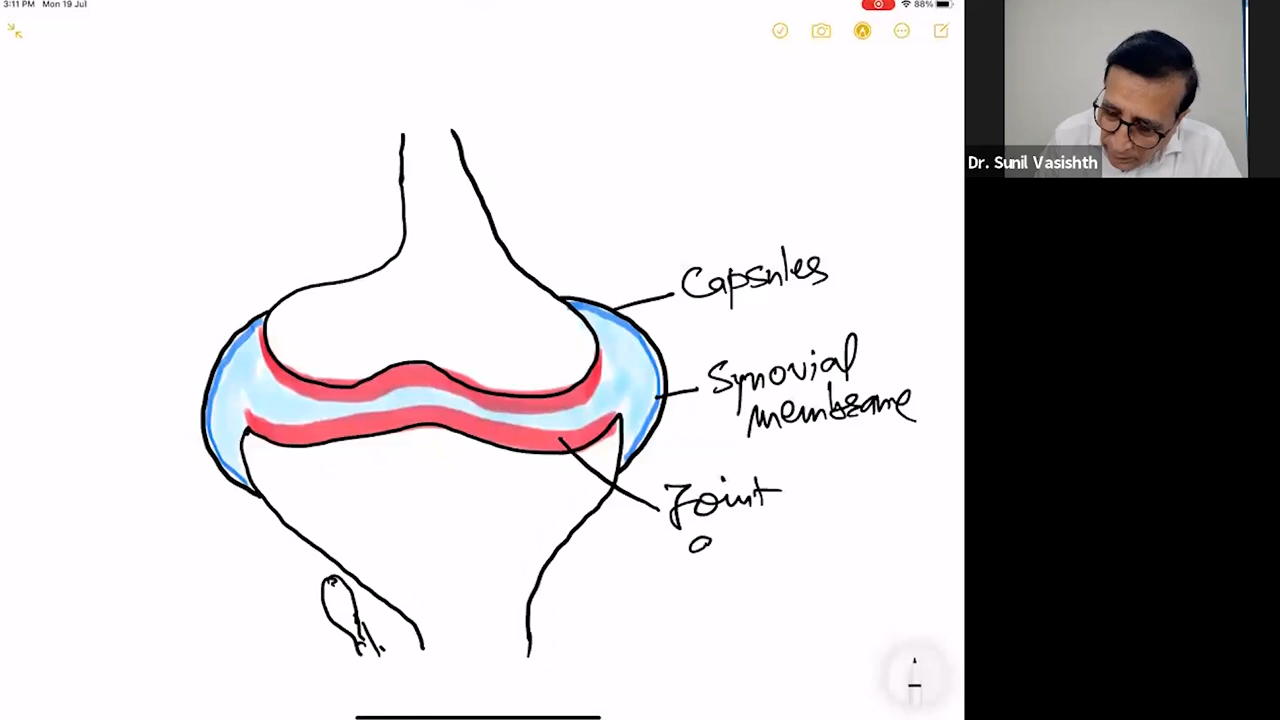 3:11 PM Mon 19 Jul
88%
Dr. Sunil Vasishth
Capsules
Synovial
membrane
Joint
a